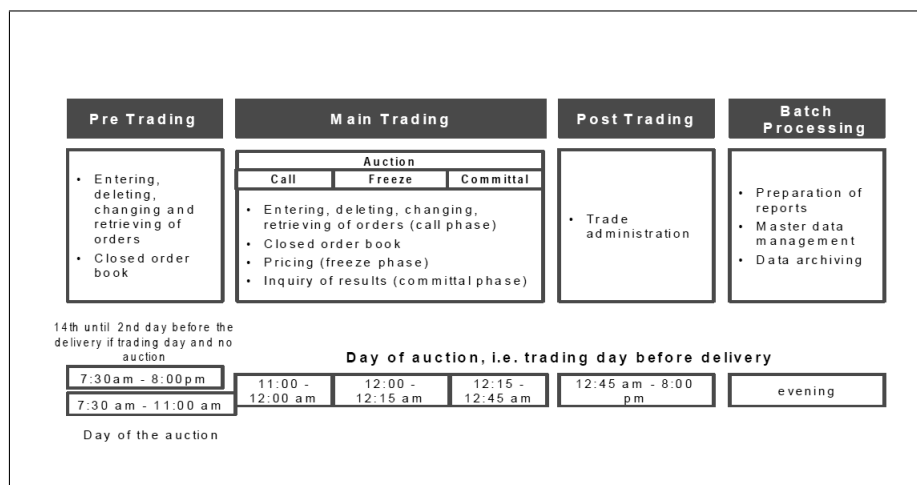 Pre Trading
Main Trading
Post Trading
Batch
Processing
• Entering,
deleting,
changing and
retrieving of
orders
• Closed order
book
Auction
Call
Freeze
Committal
• Entering, deleting, changing,
retrieving of orders (call phase)
• Closed order book
• Pricing (freeze phase)
• Inquiry of results (committal phase)
• Trade
administration
• Preparation of
reports
• Master data
management
• Data archiving
14th until 2nd day before the
delivery if trading day and no
auction
7:30am - 8:00pm
7:30 am - 11:00 am
Day of the auction
Day of auction, i.e. trading day before delivery
11:00 -
12:00 am
12:00 -
12:15 am
12:15 -
12:45 am
12:45 am - 8:00
pm
evening